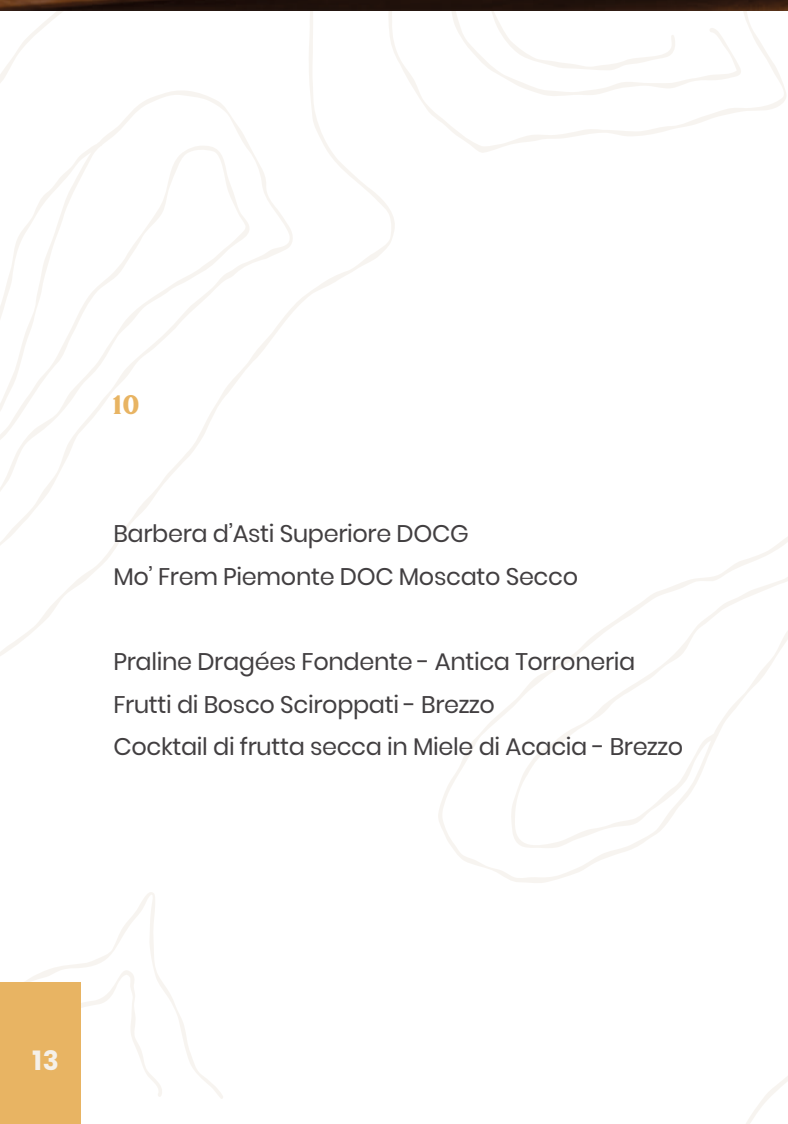 10
Barbera d’Asti Superiore DOCG
Mo’ Frem Piemonte DOC Moscato Secco
Praline Dragées Fondente - Antica Torroneria
Frutti di Bosco Sciroppati - Brezzo
Cocktail di frutta secca in Miele di Acacia - Brezzo
13